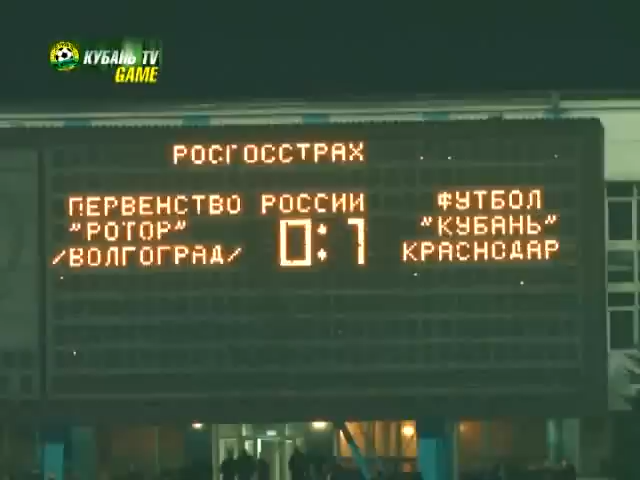 КУБАНЬ TV
GAME
РОСГОССТРАХ
ПЕРВЕНСТВО РОССИИ ФУТБОЛ
"РОТОР" 0:1 "КУБАНЬ"
/ВОЛГОГРАД/ КРАСНОДАР